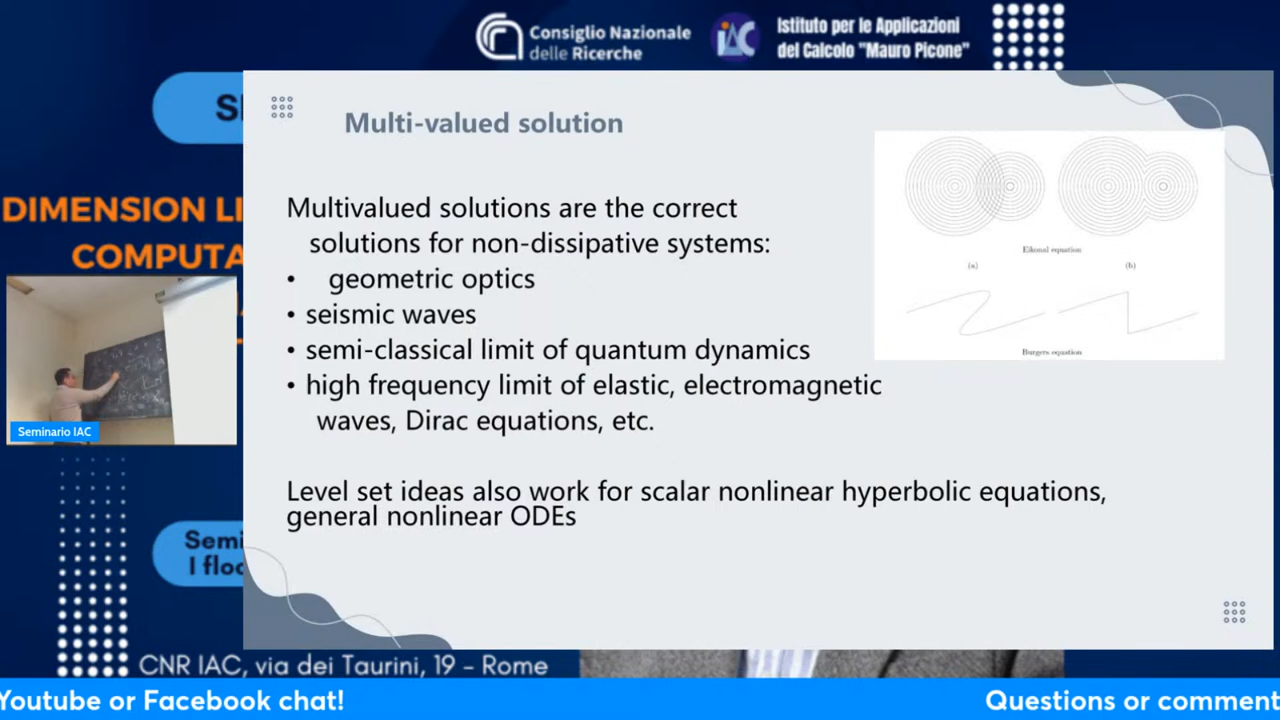 Consiglio Nazionale
delle Ricerche
IAC
Istituto per le Applicazioni
del Calcolo "Mauro Picone"
DIMENSION
Seminario IAC
Multi-valued solution
Multivalued solutions are the correct
solutions for non-dissipative systems:
• geometric optics
• seismic waves
• semi-classical limit of quantum dynamics
• high frequency limit of elastic, electromagnetic
waves, Dirac equations, etc.
Level set ideas also work for scalar nonlinear hyperbolic equations,
general nonlinear ODEs
Eikonal equation
(a)
(b)
Burgers equation
CNR IAC, via dei Taurini, 19 - Rome
Youtube or Facebook chat!
Questions or comment